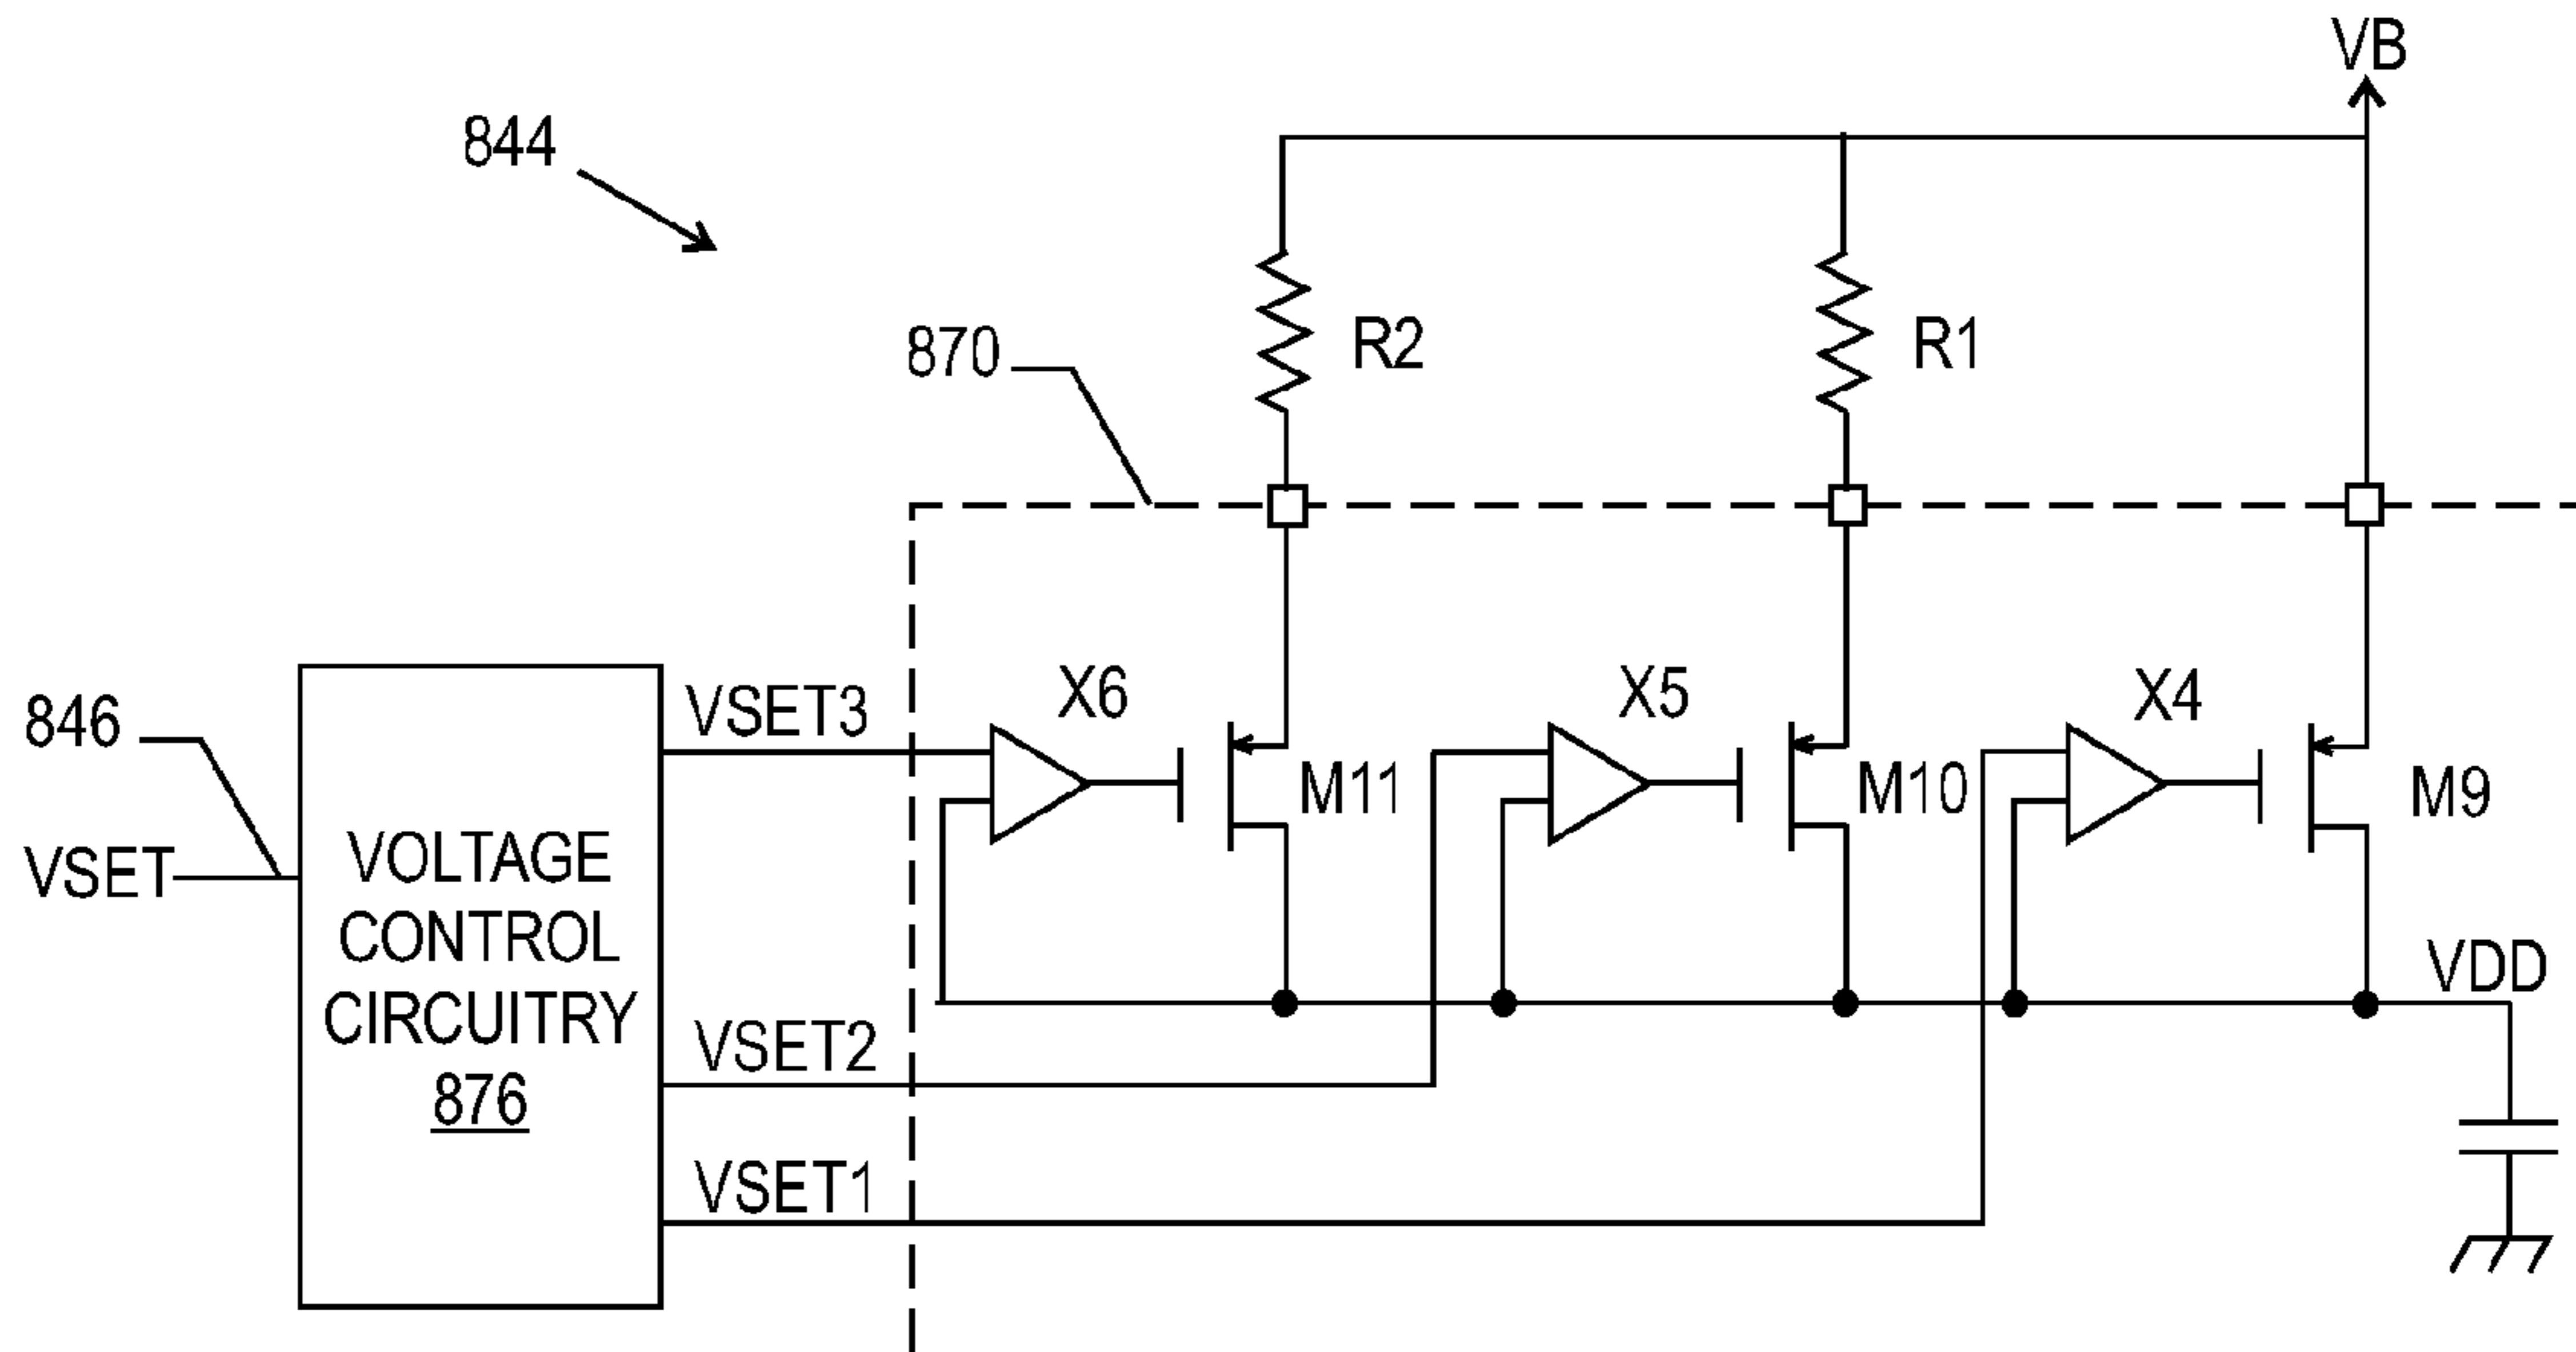 VB
844
R2
R1
870
X6
X5
X4
VSET3
846
M11
M10
M9
VSET
VOLTAGE
CONTROL
CIRCUITRY
876
VDD
VSET2
VSET1